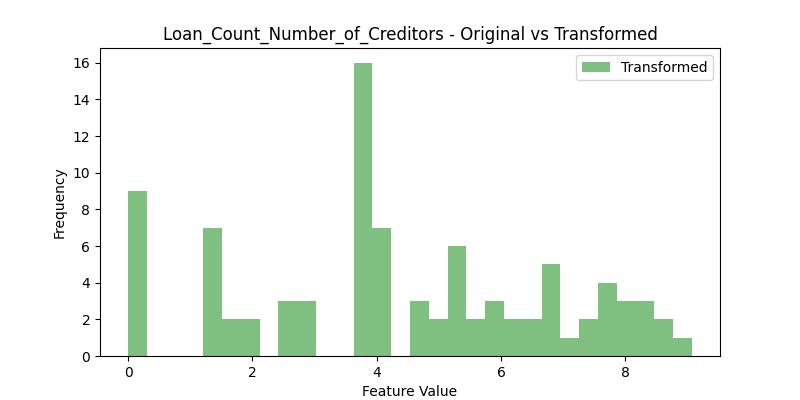 Loan_Count_Number_of_Creditors - Original vs Transformed
Transformed
16
14
12
10
8
6
4
2
0
Frequency
0 2 4 6 8
Feature Value